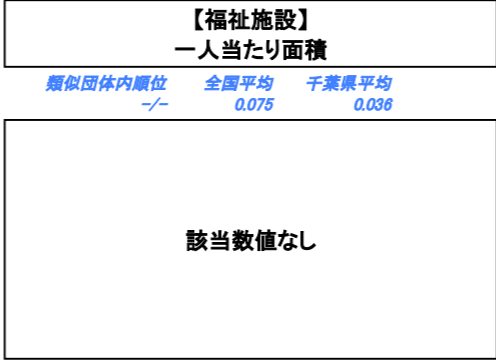 【福祉施設】
一人当たり面積
類似団体内順位 全国平均 千葉県平均
-/- 0.075 0.036
該当数値なし